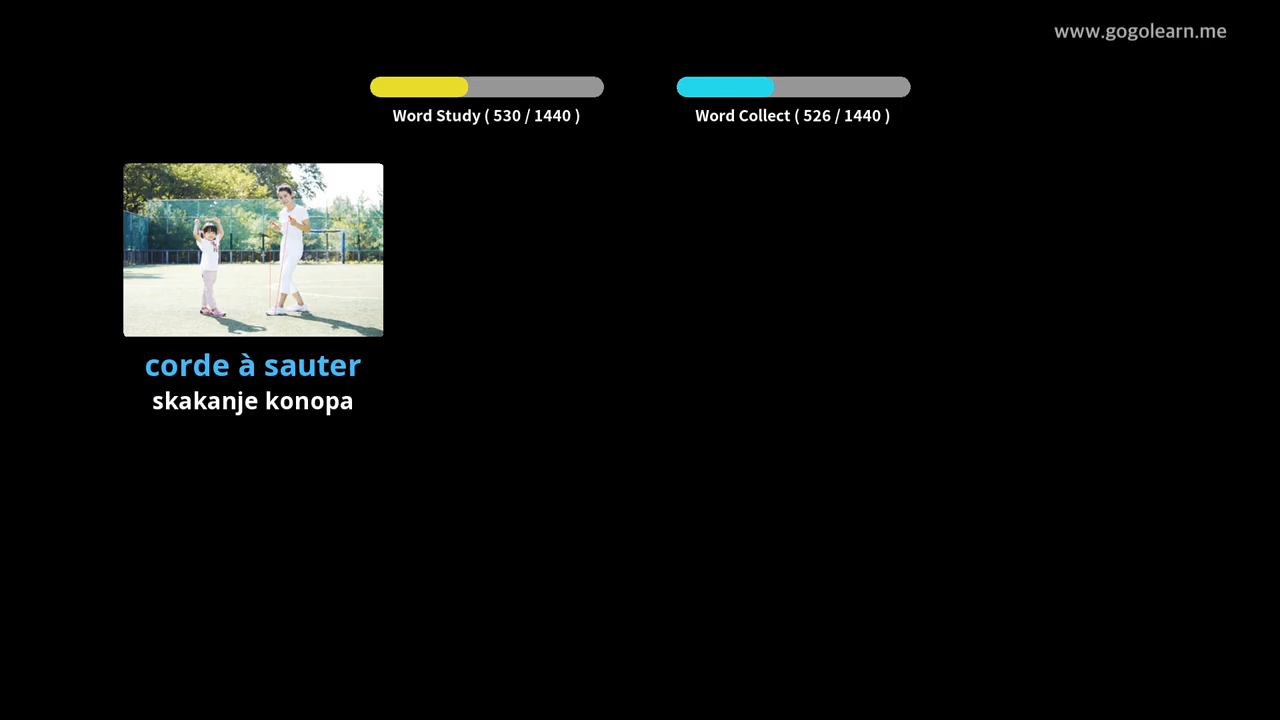 www.gogolearn.me
Word Study ( 530 / 1440 )
Word Collect ( 526 / 1440 )
corde à sauter
skakanje konopa